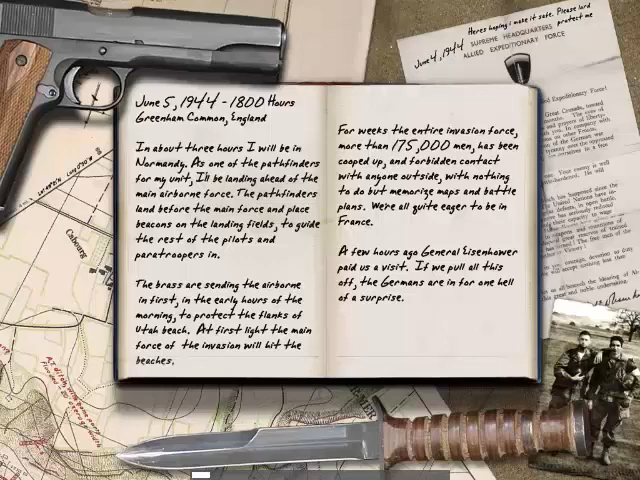 Here's hoping I make it safe. Please lord
protect me
June 4, 1944
SUPREME HEADQUARTERS
ALLIED EXPEDITIONARY FORCE
June 5, 1944 - 1800 Hours
Greenham Common, England
In about three hours I will be in
Normandy. As one of the pathfinders
for my unit, I'll be landing ahead of the
main airborne force. The pathfinders
land before the main force and place
beacons on the landing fields, to guide
the rest of the pilots and
paratroopers in.
The brass are sending the airborne
in first, in the early hours of the
morning, to protect the flanks of
Utah beach. At first light the main
force of the invasion will hit the
beaches.
For weeks the entire invasion force,
more than 175,000 men, has been
cooped up, and forbidden contact
with anyone outside, with nothing
to do but memorize maps and battle
plans. We're all quite eager to be in
France.
A few hours ago General Eisenhower
paid us a visit. If we pull all this
off, the Germans are in for one hell
of a surprise.
Expeditionary Force!